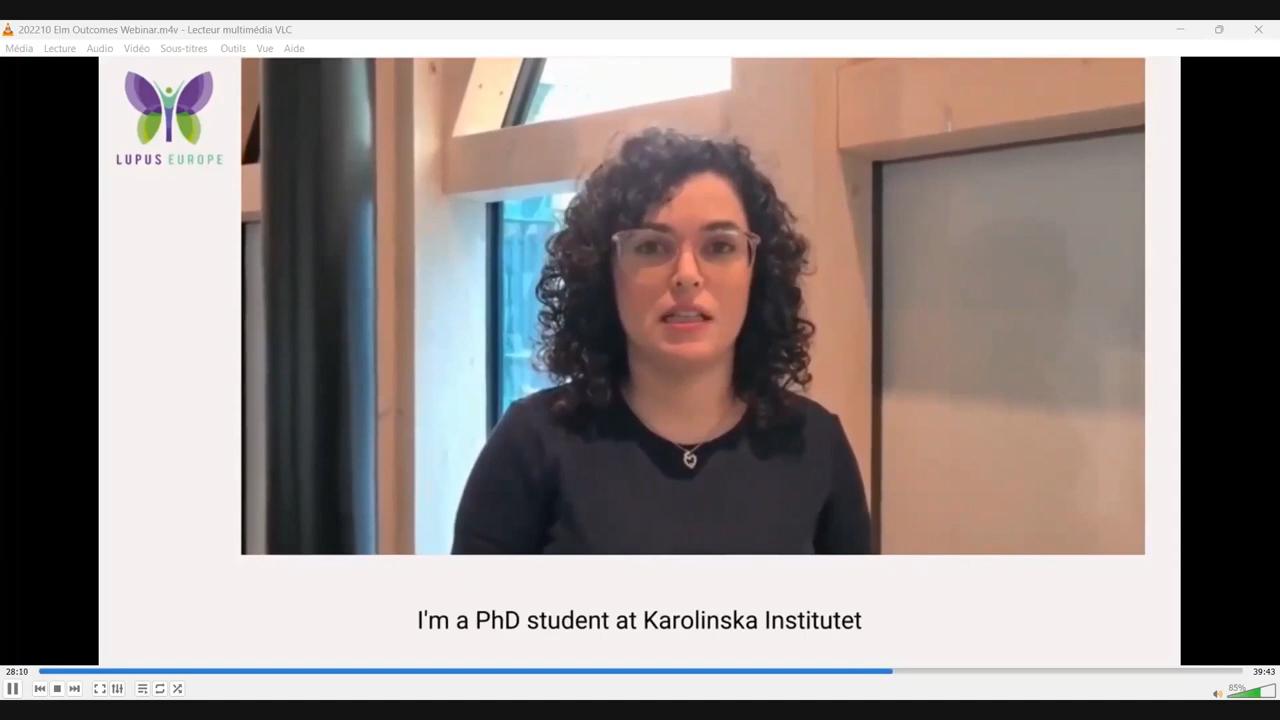 202210 Elm Outcomes Webinar.m4v - Lecteur multimédia VLC
Média Lecture Audio Vidéo Sous-titres Outils Vue Aide
LUPUS EUROPE
I'm a PhD student at Karolinska Institutet
28:10
39:43
85%